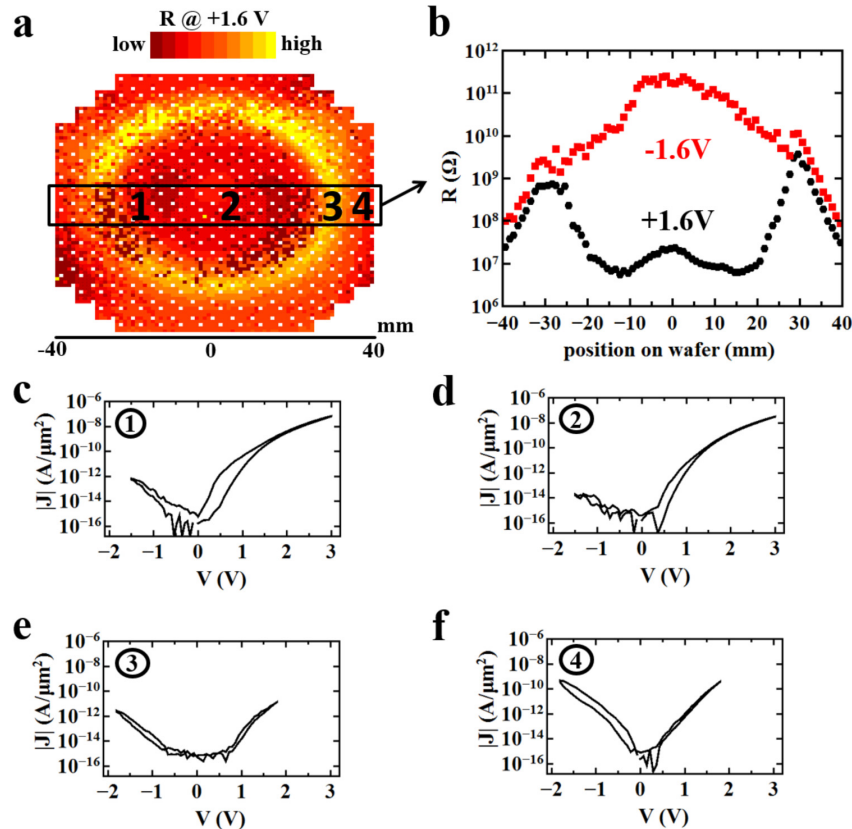 a
R @ +1.6 V
low high
1 2 3 4
mm
-40 0 40
b
10¹²
10¹¹
10¹⁰
10⁹
10⁸
10⁷
10⁶
R (Ω)
-1.6V
+1.6V
−40 −30 −20 −10 0 10 20 30 40
position on wafer (mm)
c
1
10⁻⁶
10⁻⁸
10⁻¹⁰
10⁻¹²
10⁻¹⁴
10⁻¹⁶
|J| (A/μm²)
−2 −1 0 1 2 3
V (V)
d
2
10⁻⁶
10⁻⁸
10⁻¹⁰
10⁻¹²
10⁻¹⁴
10⁻¹⁶
|J| (A/μm²)
−2 −1 0 1 2 3
V (V)
e
3
10⁻⁶
10⁻⁸
10⁻¹⁰
10⁻¹²
10⁻¹⁴
10⁻¹⁶
|J| (A/μm²)
−2 −1 0 1 2 3
V (V)
f
4
10⁻⁶
10⁻⁸
10⁻¹⁰
10⁻¹²
10⁻¹⁴
10⁻¹⁶
|J| (A/μm²)
−2 −1 0 1 2 3
V (V)